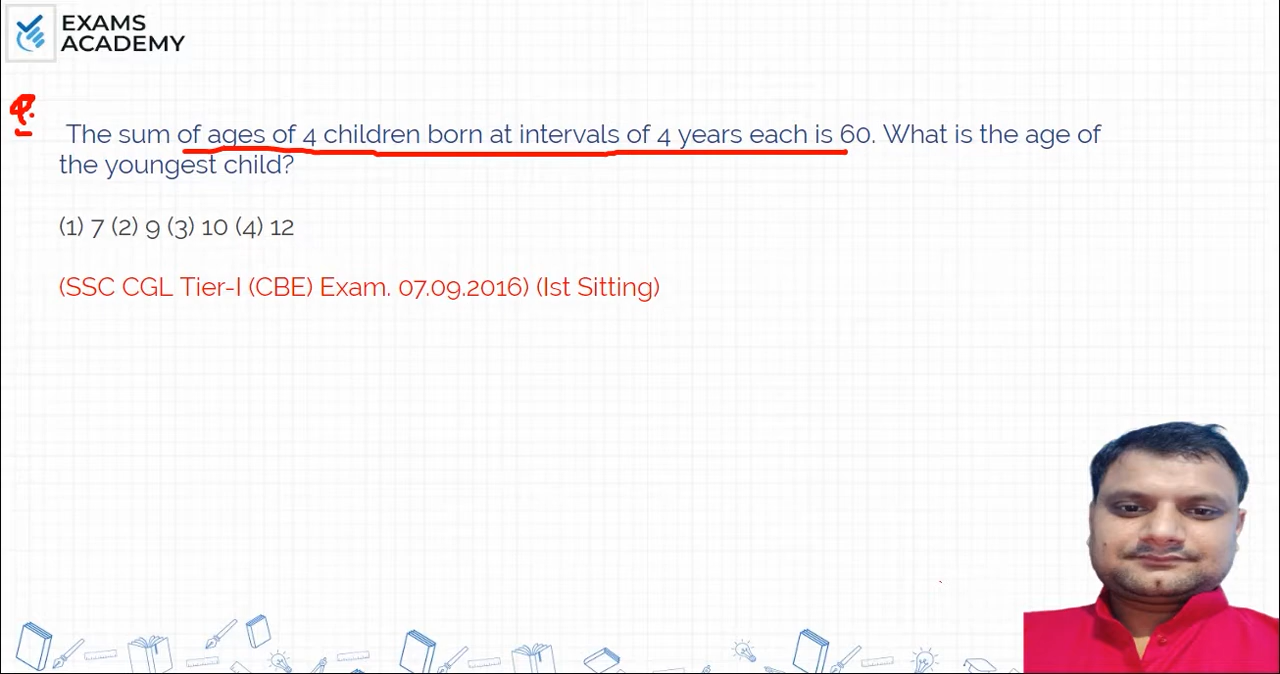 EXAMS
ACADEMY
The sum of ages of 4 children born at intervals of 4 years each is 60. What is the age of
the youngest child?
(1) 7 (2) 9 (3) 10 (4) 12
(SSC CGL Tier-I (CBE) Exam. 07.09.2016) (Ist Sitting)